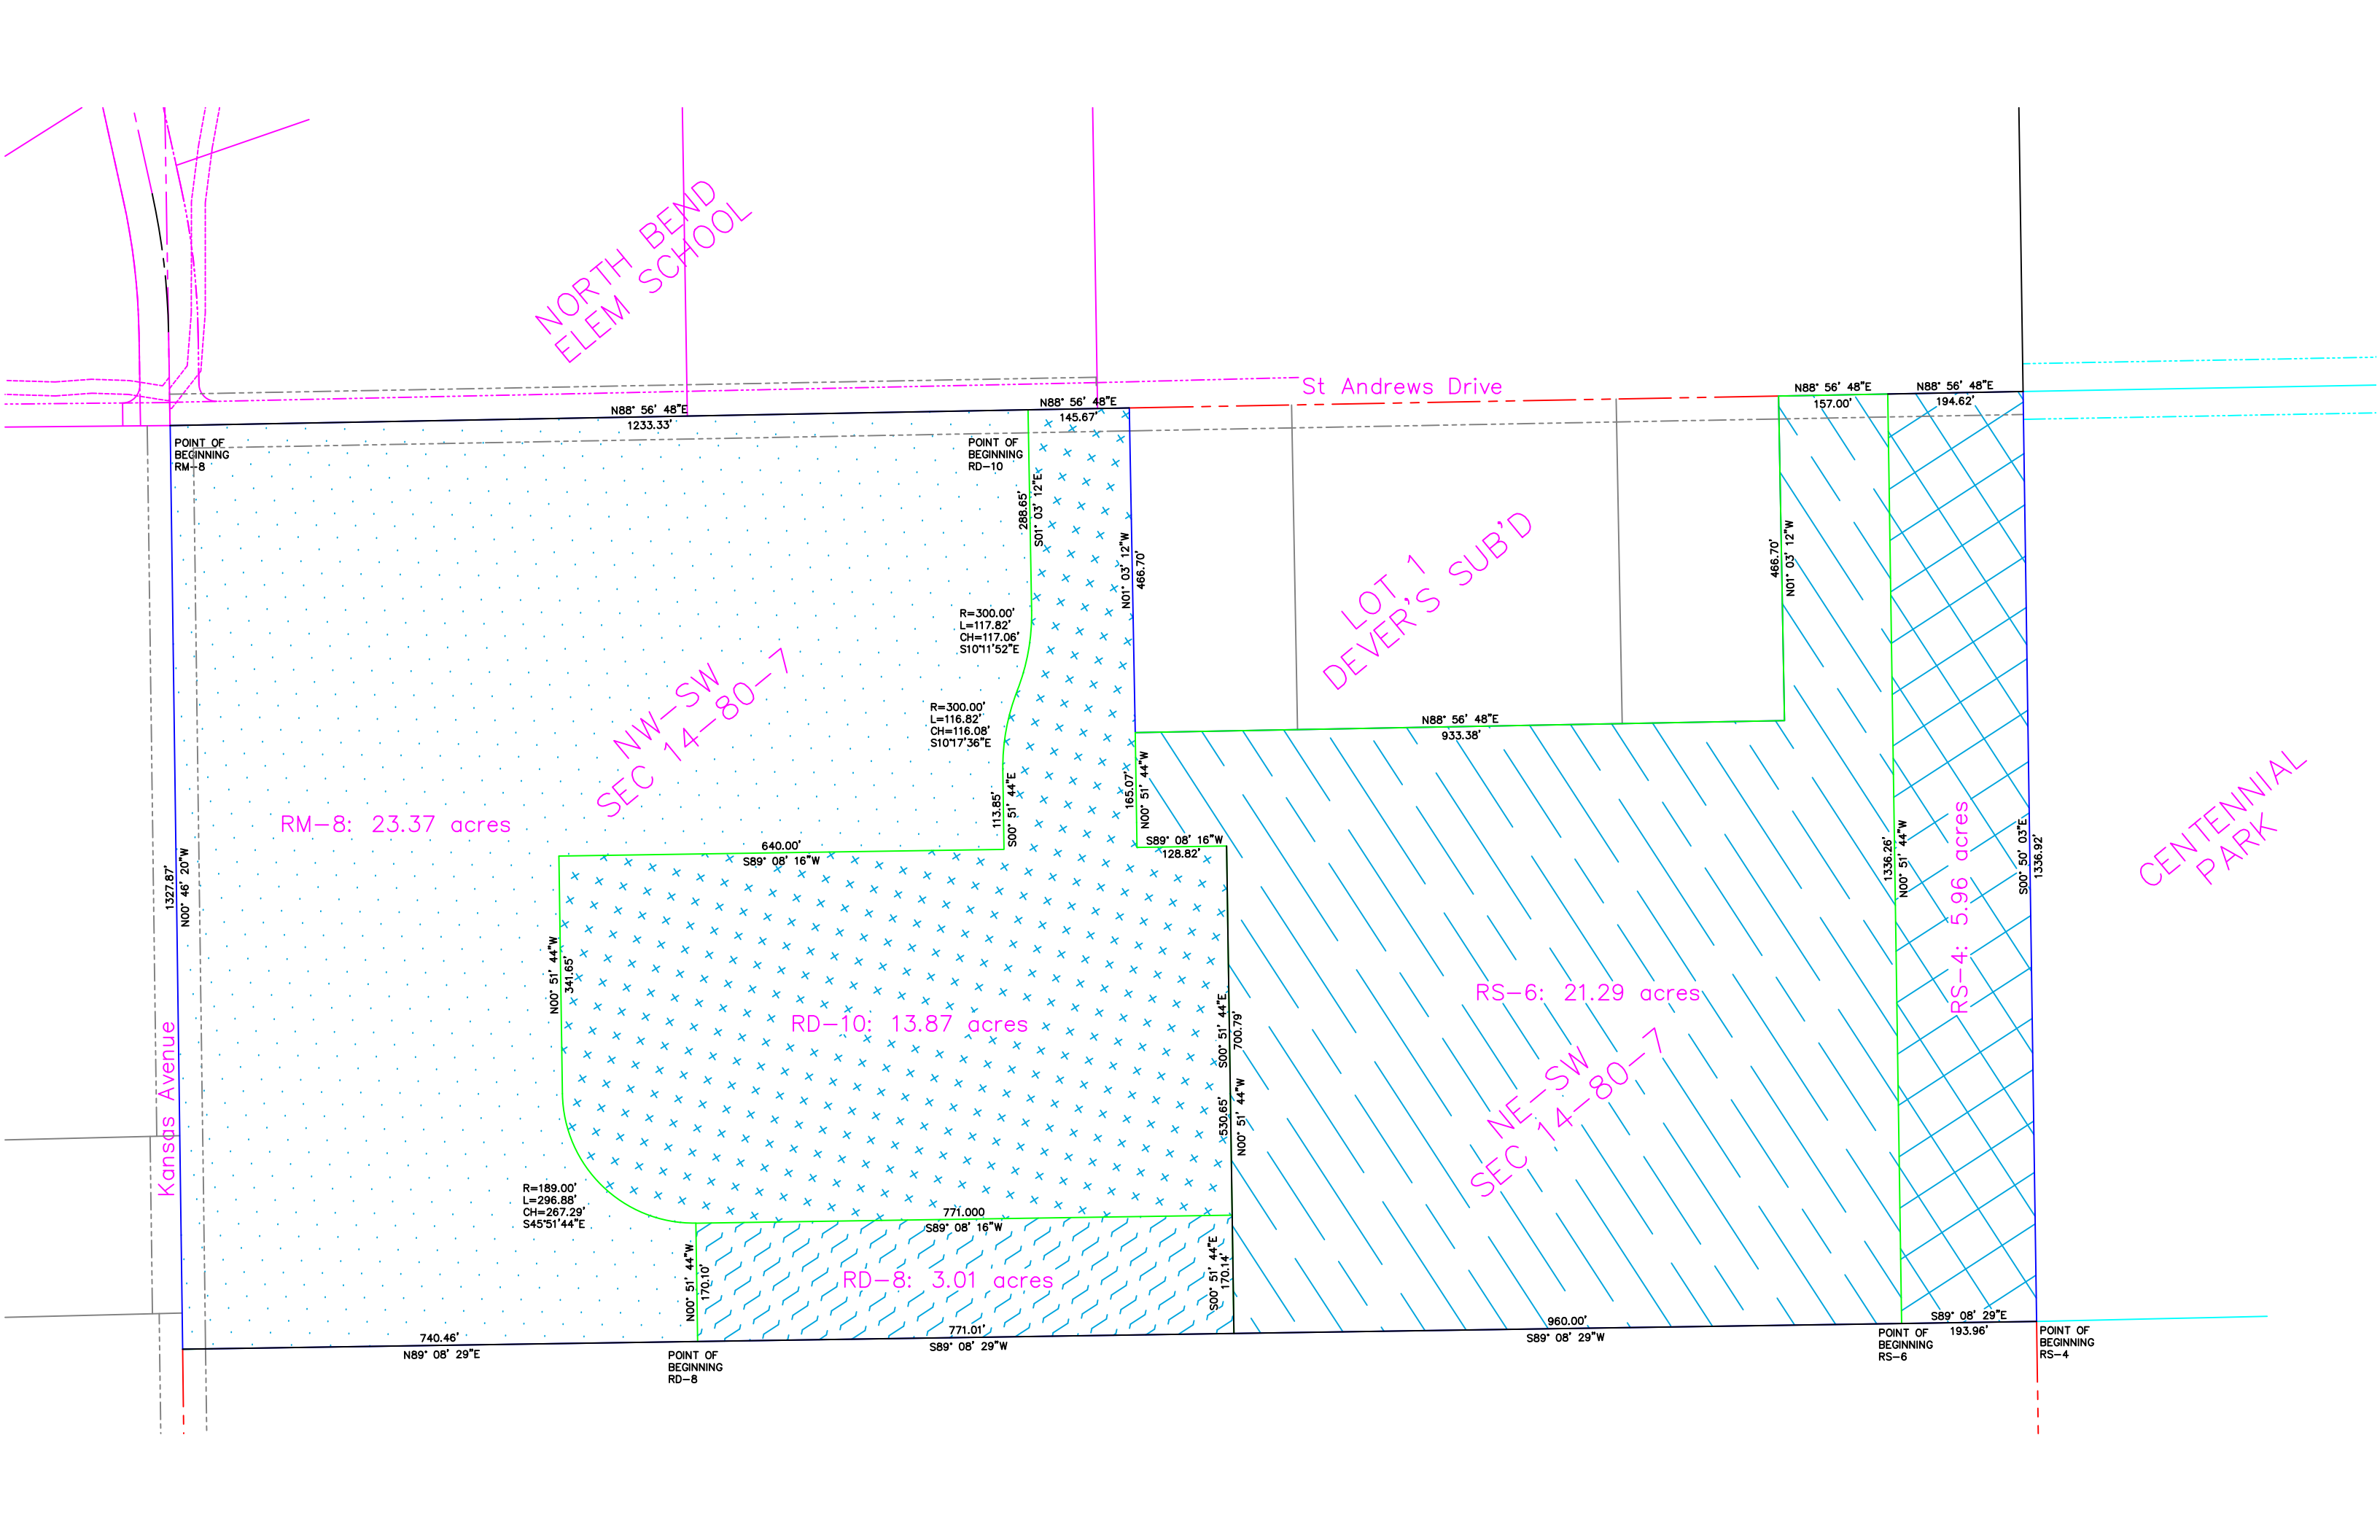 NORTH BEND
ELEM SCHOOL
St Andrews Drive
N88° 56' 48"E
1233.33'
N88° 56' 48"E
145.67'
N88° 56' 48"E
157.00'
N88° 56' 48"E
194.62'
POINT OF
BEGINNING
RM-8
POINT OF
BEGINNING
RD-10
288.65'
S01° 03' 12"E
N01° 03' 12"W
466.70'
LOT 1
DEVER'S SUB'D
466.70'
N01° 03' 12"W
R=300.00'
L=117.82'
CH=117.06'
S10°11'52"E
R=300.00'
L=116.82'
CH=116.08'
S10°17'36"E
NW-SW
SEC 14-80-7
N88° 56' 48"E
933.38'
113.85'
S00° 51' 44"E
165.07'
N00° 51' 44"W
RM-8: 23.37 acres
640.00'
S89° 08' 16"W
S89° 08' 16"W
128.82'
1327.87'
N00° 46' 20"W
1336.26'
N00° 51' 44"W
RS-4: 5.96 acres
S00° 50' 03"E
1336.92'
CENTENNIAL
PARK
N00° 51' 44"W
341.65'
RD-10: 13.87 acres
S00° 51' 44"E
700.79'
RS-6: 21.29 acres
530.65'
N00° 51' 44"W
NE-SW
SEC 14-80-7
Kansas Avenue
R=189.00'
L=296.88'
CH=267.29'
S45°51'44"E
771.000
S89° 08' 16"W
N00° 51' 44"W
170.10'
RD-8: 3.01 acres
S00° 51' 44"E
170.14'
740.46'
N89° 08' 29"E
771.01'
S89° 08' 29"W
960.00'
S89° 08' 29"W
S89° 08' 29"E
193.96'
POINT OF
BEGINNING
RD-8
POINT OF
BEGINNING
RS-6
POINT OF
BEGINNING
RS-4